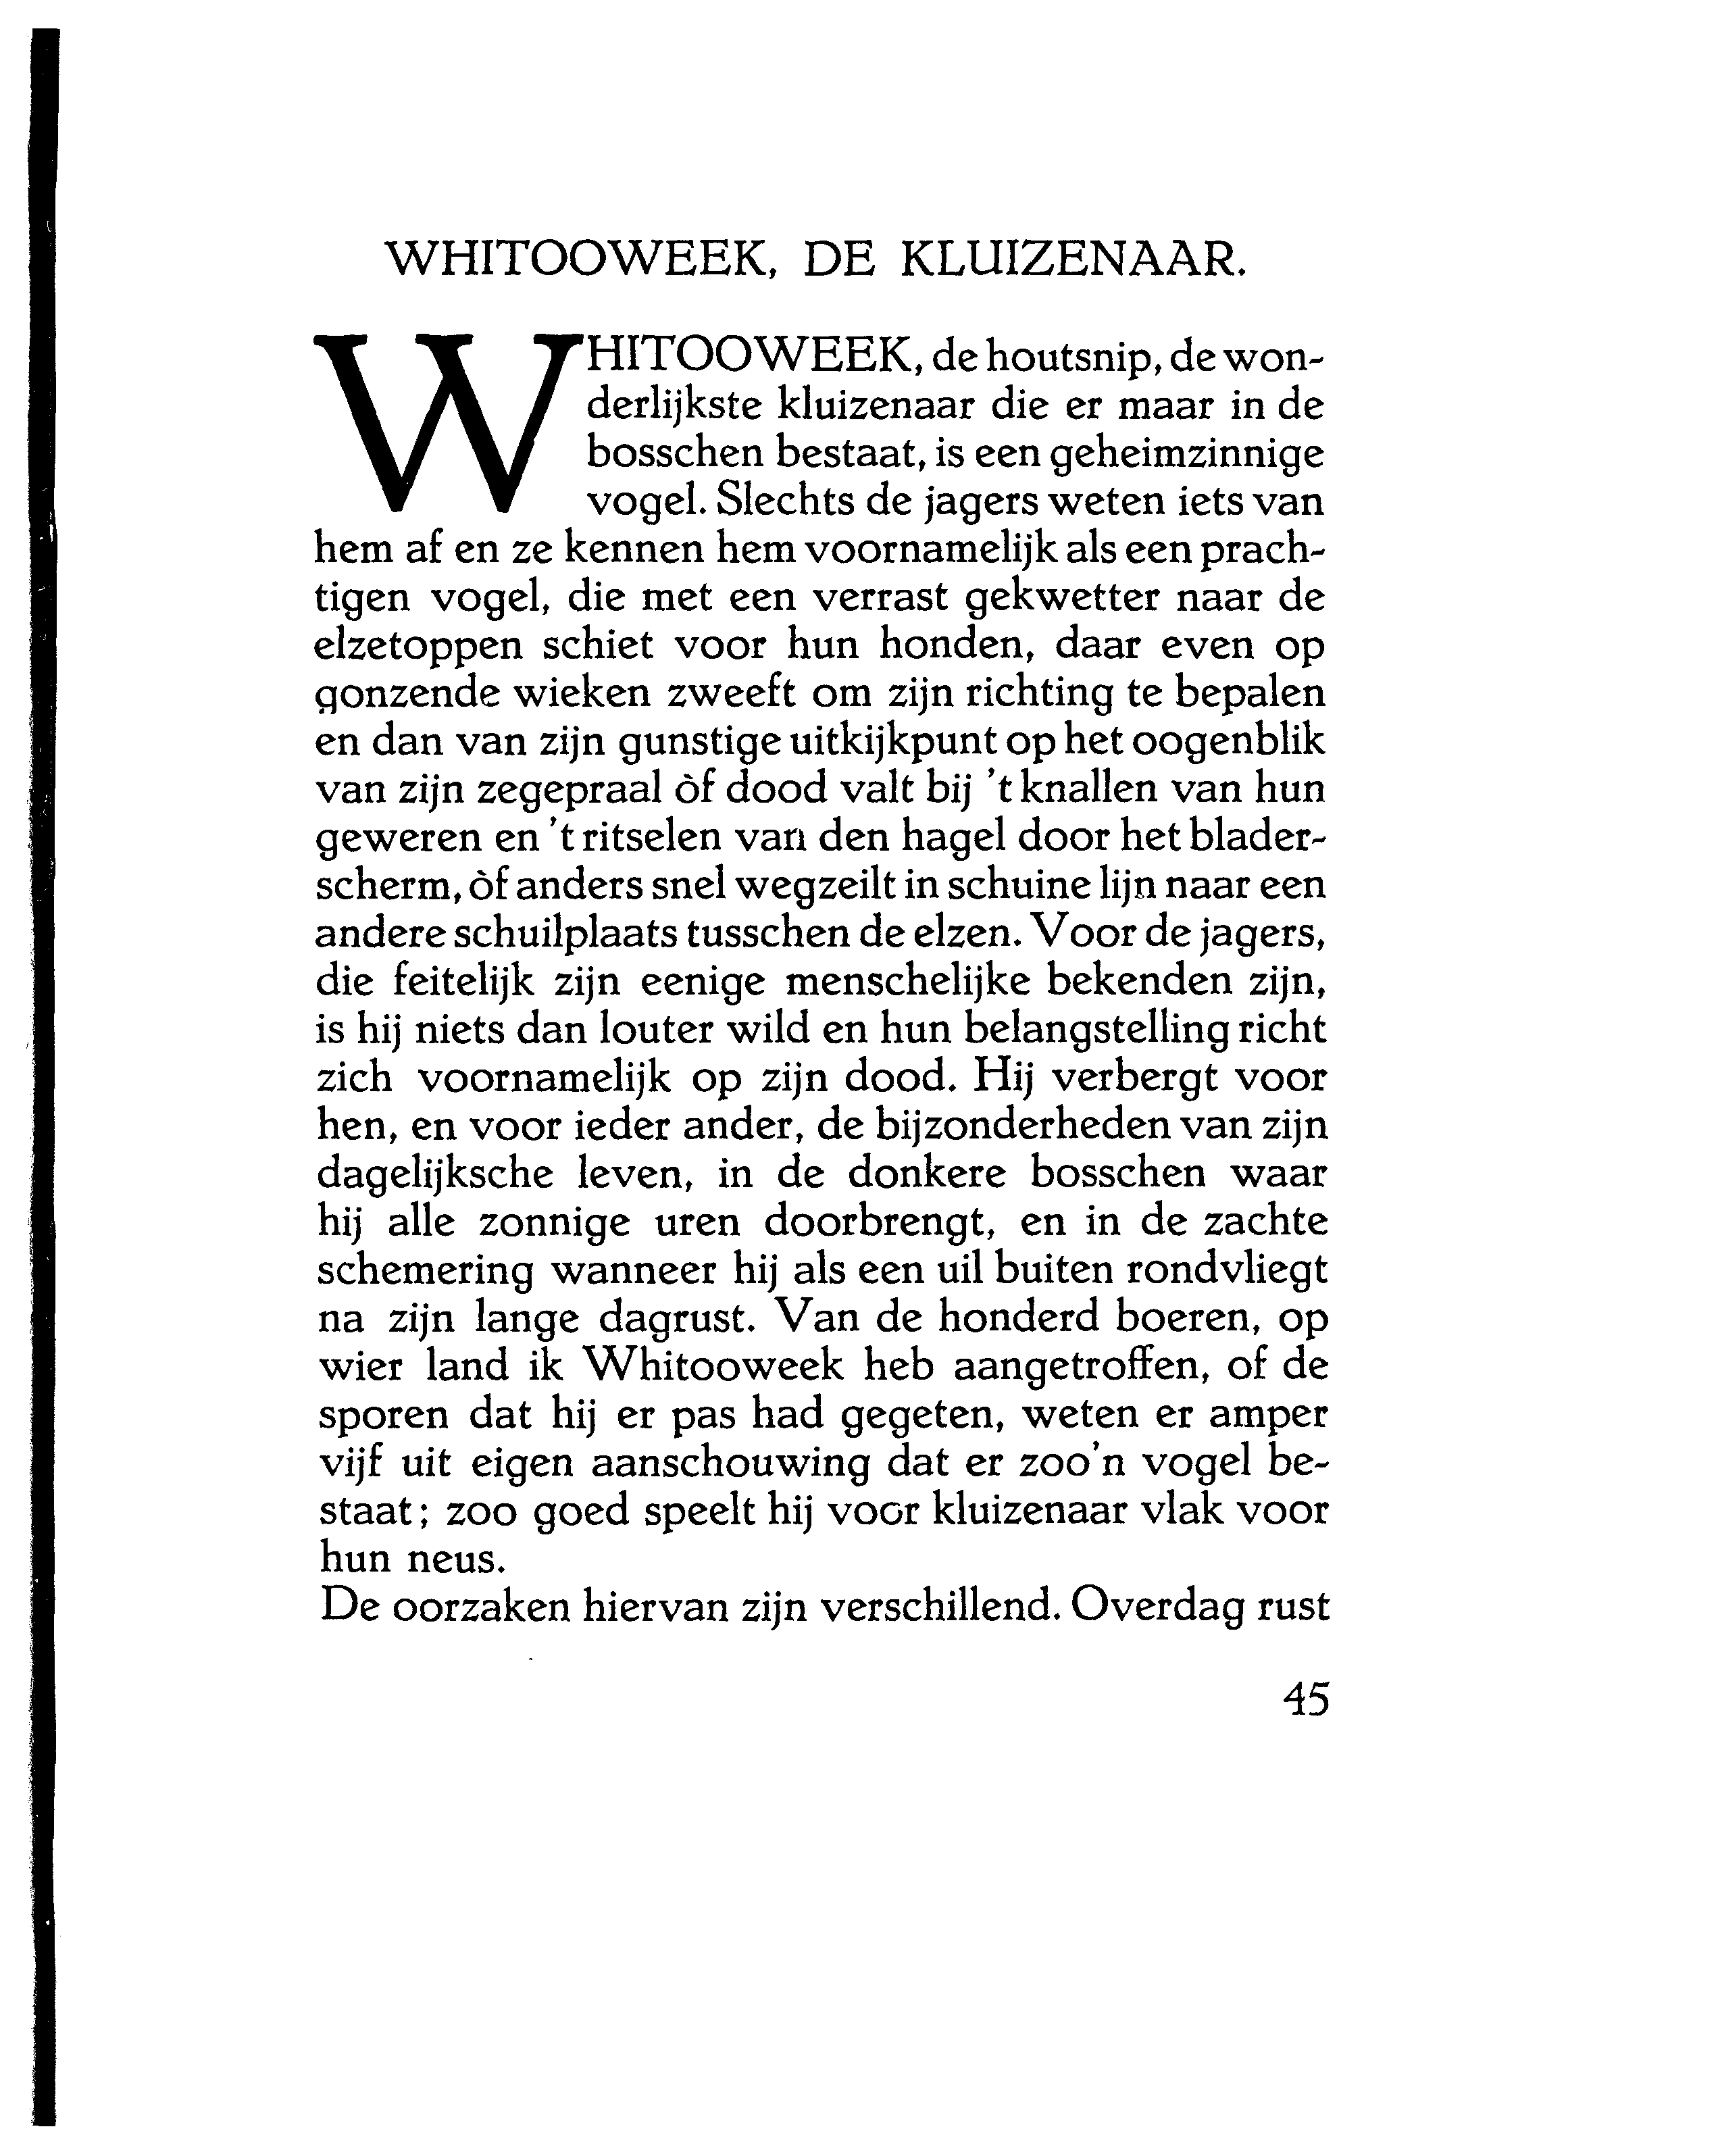 WHITOOWEEK, DE KLUIZENAAR.
WHITOOWEEK, de houtsnip, de won-
derlijkste kluizenaar die er maar in de
bosschen bestaat, is een geheimzinnige
vogel. Slechts de jagers weten iets van
hem af en ze kennen hem voornamelijk als een prach-
tigen vogel, die met een verrast gekwetter naar de
elzetoppen schiet voor hun honden, daar even op
gonzende wieken zweeft om zijn richting te bepalen
en dan van zijn gunstige uitkijkpunt op het oogenblik
van zijn zegepraal òf dood valt bij 't knallen van hun
geweren en 't ritselen van den hagel door het blader-
scherm, òf anders snel wegzeilt in schuine lijn naar een
andere schuilplaats tusschen de elzen. Voor de jagers,
die feitelijk zijn eenige menschelijke bekenden zijn,
is hij niets dan louter wild en hun belangstelling richt
zich voornamelijk op zijn dood. Hij verbergt voor
hen, en voor ieder ander, de bijzonderheden van zijn
dagelijksche leven, in de donkere bosschen waar
hij alle zonnige uren doorbrengt, en in de zachte
schemering wanneer hij als een uil buiten rondvliegt
na zijn lange dagrust. Van de honderd boeren, op
wier land ik Whitooweek heb aangetroffen, of de
sporen dat hij er pas had gegeten, weten er amper
vijf uit eigen aanschouwing dat er zoo'n vogel be-
staat; zoo goed speelt hij voor kluizenaar vlak voor
hun neus.
De oorzaken hiervan zijn verschillend. Overdag rust
45